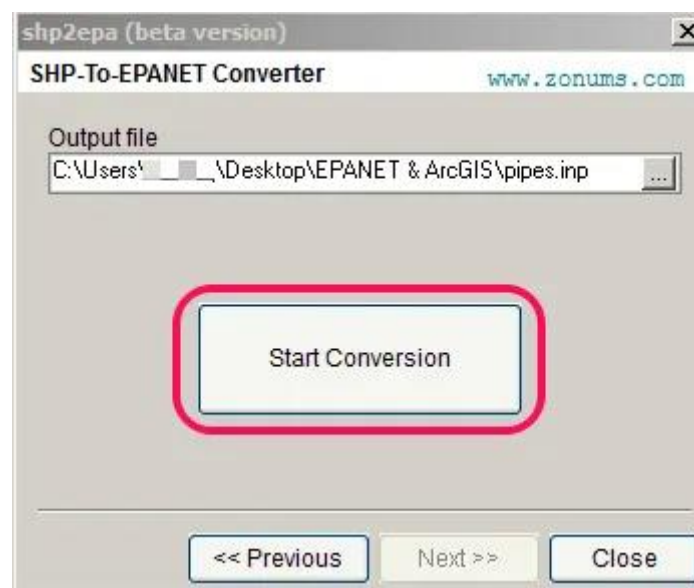 shp2epa (beta version)
SHP-To-EPANET Converter
www.zonums.com
Output file
C:\Users\ \Desktop\EPANET & ArcGIS\pipes.inp
...
Start Conversion
<< Previous
Next >>
Close